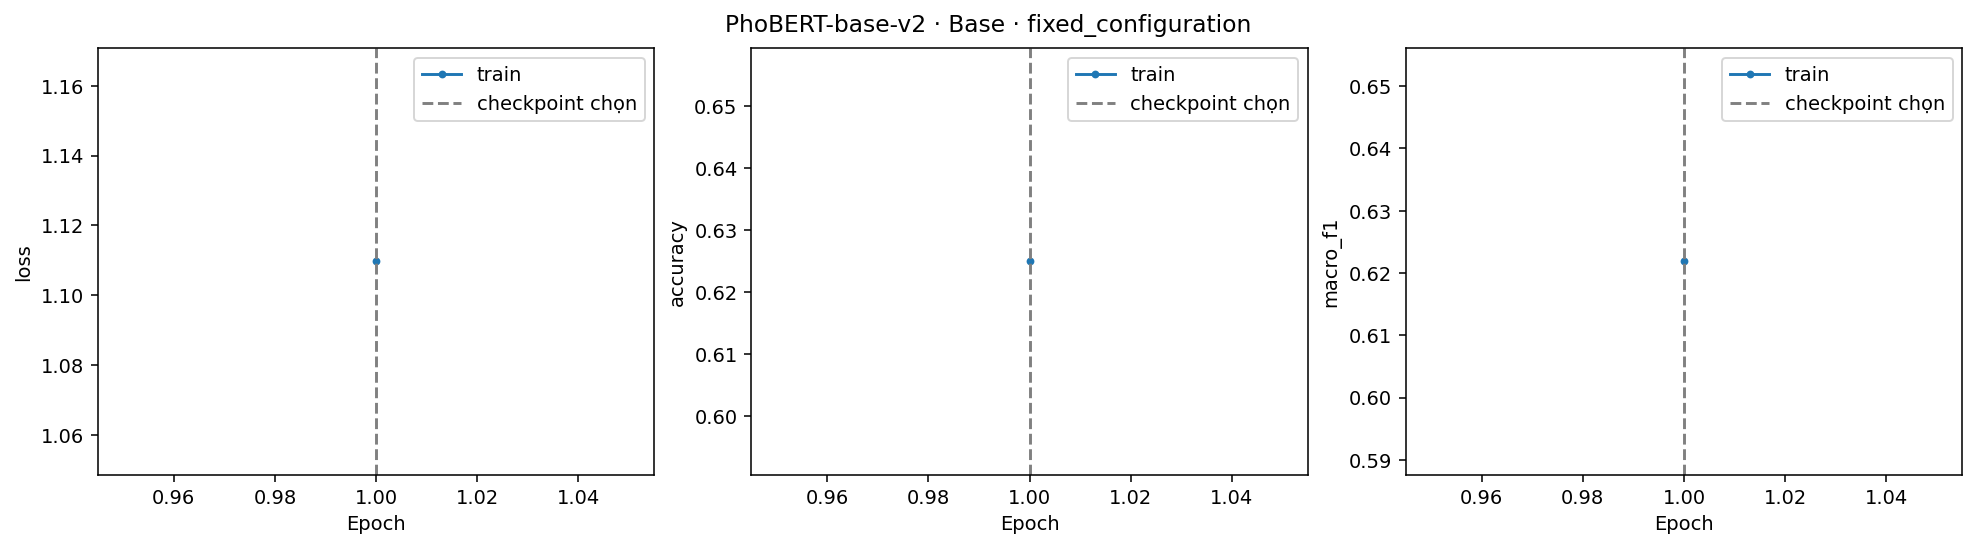 PhoBERT-base-v2 · Base · fixed_configuration
loss
1.16
1.14
1.12
1.10
1.08
1.06
train
checkpoint chọn
0.96 0.98 1.00 1.02 1.04
Epoch
accuracy
0.65
0.64
0.63
0.62
0.61
0.60
train
checkpoint chọn
0.96 0.98 1.00 1.02 1.04
Epoch
macro_f1
0.65
0.64
0.63
0.62
0.61
0.60
0.59
train
checkpoint chọn
0.96 0.98 1.00 1.02 1.04
Epoch